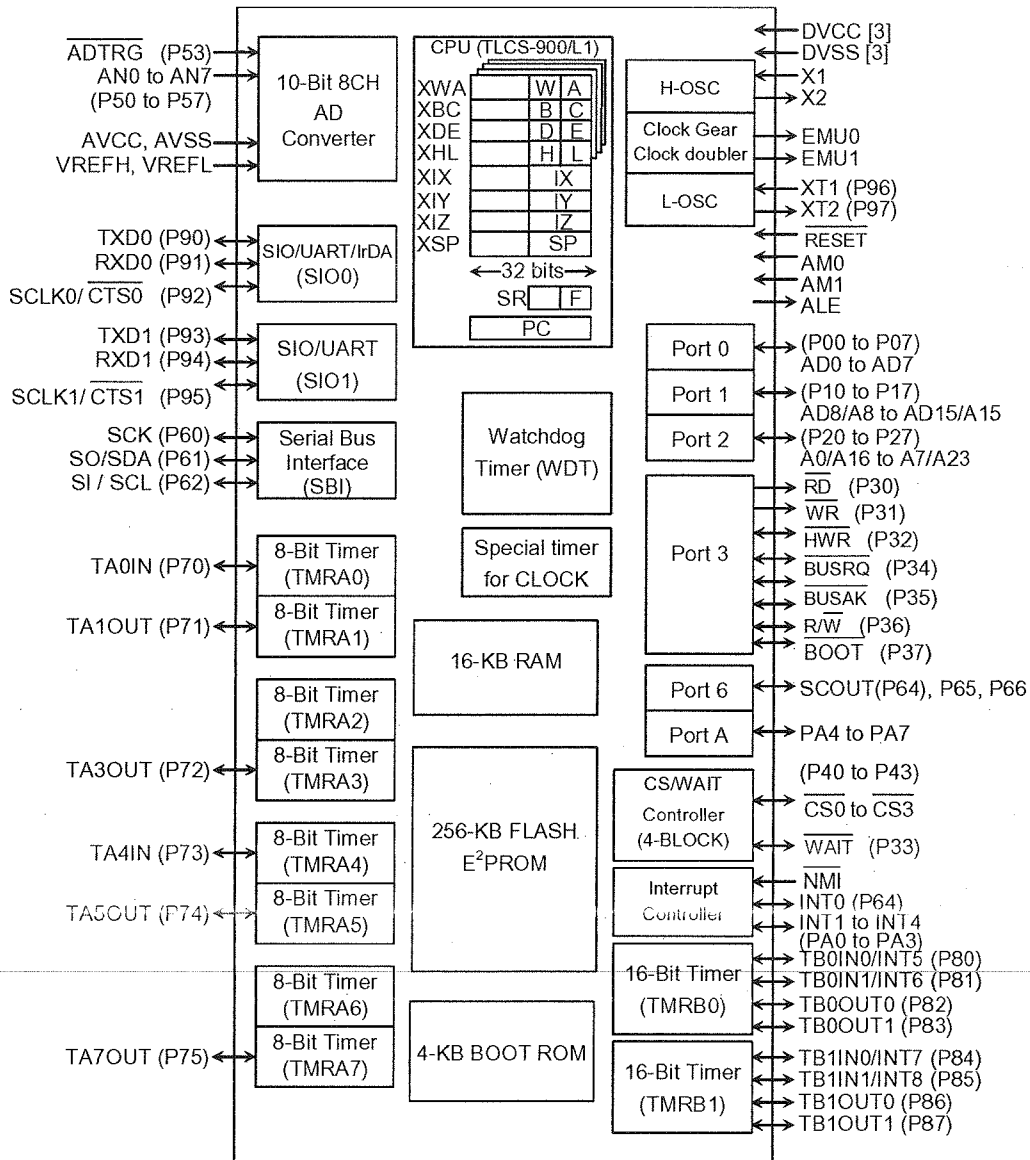 ADTRG (P53)
AN0 to AN7
(P50 to P57)
AVCC, AVSS
VREFH, VREFL
10-Bit 8CH
AD
Converter
TXD0 (P90)
RXD0 (P91)
SCLK0/ CTS0 (P92)
SIO/UART/IrDA
(SIO0)
TXD1 (P93)
RXD1 (P94)
SCLK1/ CTS1 (P95)
SIO/UART
(SIO1)
SCK (P60)
SO/SDA (P61)
SI / SCL (P62)
Serial Bus
Interface
(SBI)
TA0IN (P70)
8-Bit Timer
(TMRA0)
TA1OUT (P71)
8-Bit Timer
(TMRA1)
8-Bit Timer
(TMRA2)
TA3OUT (P72)
8-Bit Timer
(TMRA3)
TA4IN (P73)
8-Bit Timer
(TMRA4)
TA5OUT (P74)
8-Bit Timer
(TMRA5)
8-Bit Timer
(TMRA6)
TA7OUT (P75)
8-Bit Timer
(TMRA7)
CPU (TLCS-900/L1)
XWA W A
XBC B C
XDE D E
XHL H L
XIX IX
XIY IY
XIZ IZ
XSP SP
32 bits
SR F
PC
Watchdog
Timer (WDT)
Special timer
for CLOCK
16-KB RAM
256-KB FLASH
E²PROM
4-KB BOOT ROM
DVCC [3]
DVSS [3]
H-OSC
X1
X2
Clock Gear
Clock doubler
EMU0
EMU1
L-OSC
XT1 (P96)
XT2 (P97)
RESET
AM0
AM1
ALE
Port 0
(P00 to P07)
AD0 to AD7
Port 1
(P10 to P17)
AD8/A8 to AD15/A15
Port 2
(P20 to P27)
A0/A16 to A7/A23
Port 3
RD (P30)
WR (P31)
HWR (P32)
BUSRQ (P34)
BUSAK (P35)
R/W (P36)
BOOT (P37)
Port 6
SCOUT(P64), P65, P66
Port A
PA4 to PA7
CS/WAIT
Controller
(4-BLOCK)
(P40 to P43)
CS0 to CS3
WAIT (P33)
Interrupt
Controller
NMI
INT0 (P64)
INT1 to INT4
(PA0 to PA3)
16-Bit Timer
(TMRB0)
TB0IN0/INT5 (P80)
TB0IN1/INT6 (P81)
TB0OUT0 (P82)
TB0OUT1 (P83)
16-Bit Timer
(TMRB1)
TB1IN0/INT7 (P84)
TB1IN1/INT8 (P85)
TB1OUT0 (P86)
TB1OUT1 (P87)